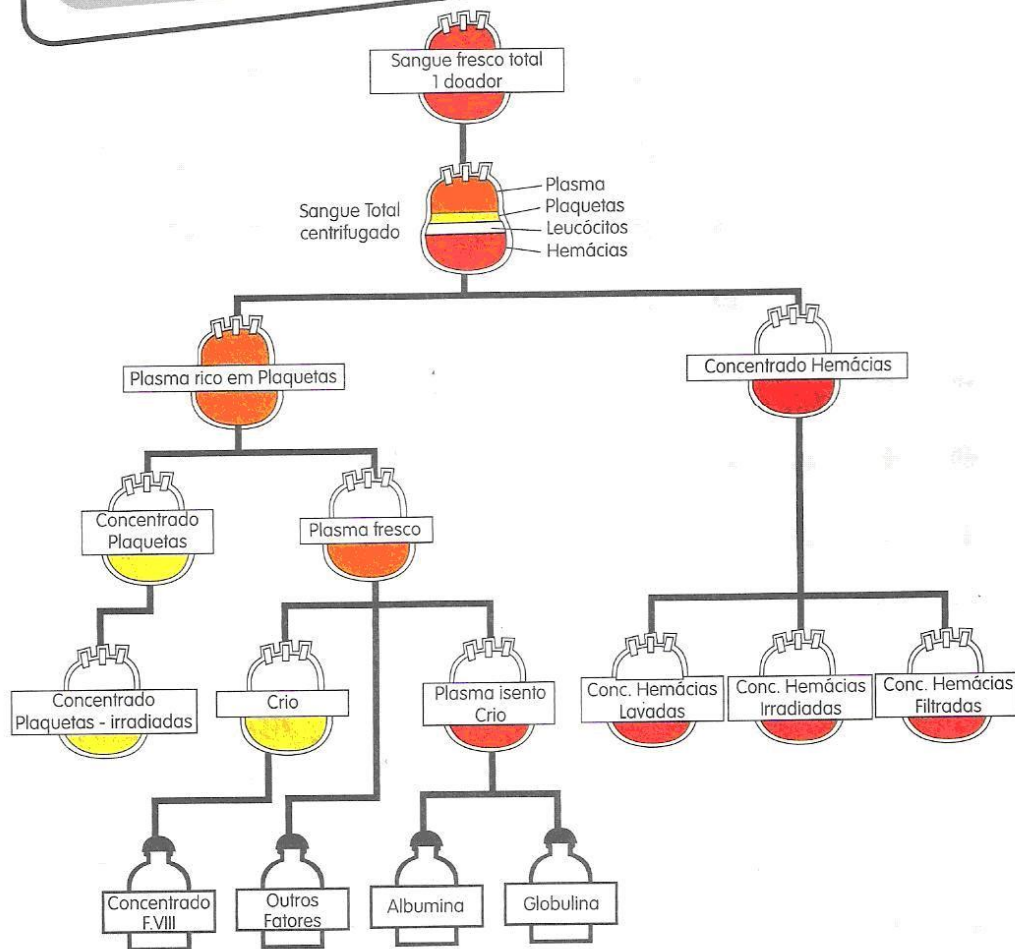 Sangue fresco total
1 doador
Sangue Total
centrifugado
Plasma
Plaquetas
Leucócitos
Hemácias
Plasma rico em Plaquetas
Concentrado Hemácias
Concentrado
Plaquetas
Plasma fresco
Concentrado
Plaquetas - irradiadas
Crio
Plasma isento
Crio
Conc. Hemácias
Lavadas
Conc. Hemácias
Irradiadas
Conc. Hemácias
Filtradas
Concentrado
F.VIII
Outros
Fatores
Albumina
Globulina